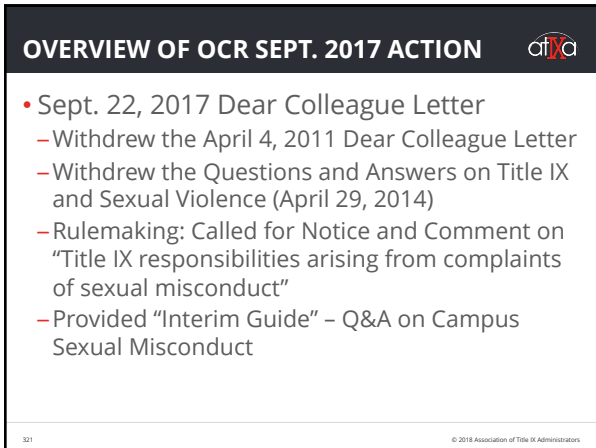 OVERVIEW OF OCR SEPT. 2017 ACTION
atIXa
• Sept. 22, 2017 Dear Colleague Letter
–Withdrew the April 4, 2011 Dear Colleague Letter
–Withdrew the Questions and Answers on Title IX
and Sexual Violence (April 29, 2014)
–Rulemaking: Called for Notice and Comment on
“Title IX responsibilities arising from complaints
of sexual misconduct”
–Provided “Interim Guide” – Q&A on Campus
Sexual Misconduct
321
© 2018 Association of Title IX Administrators